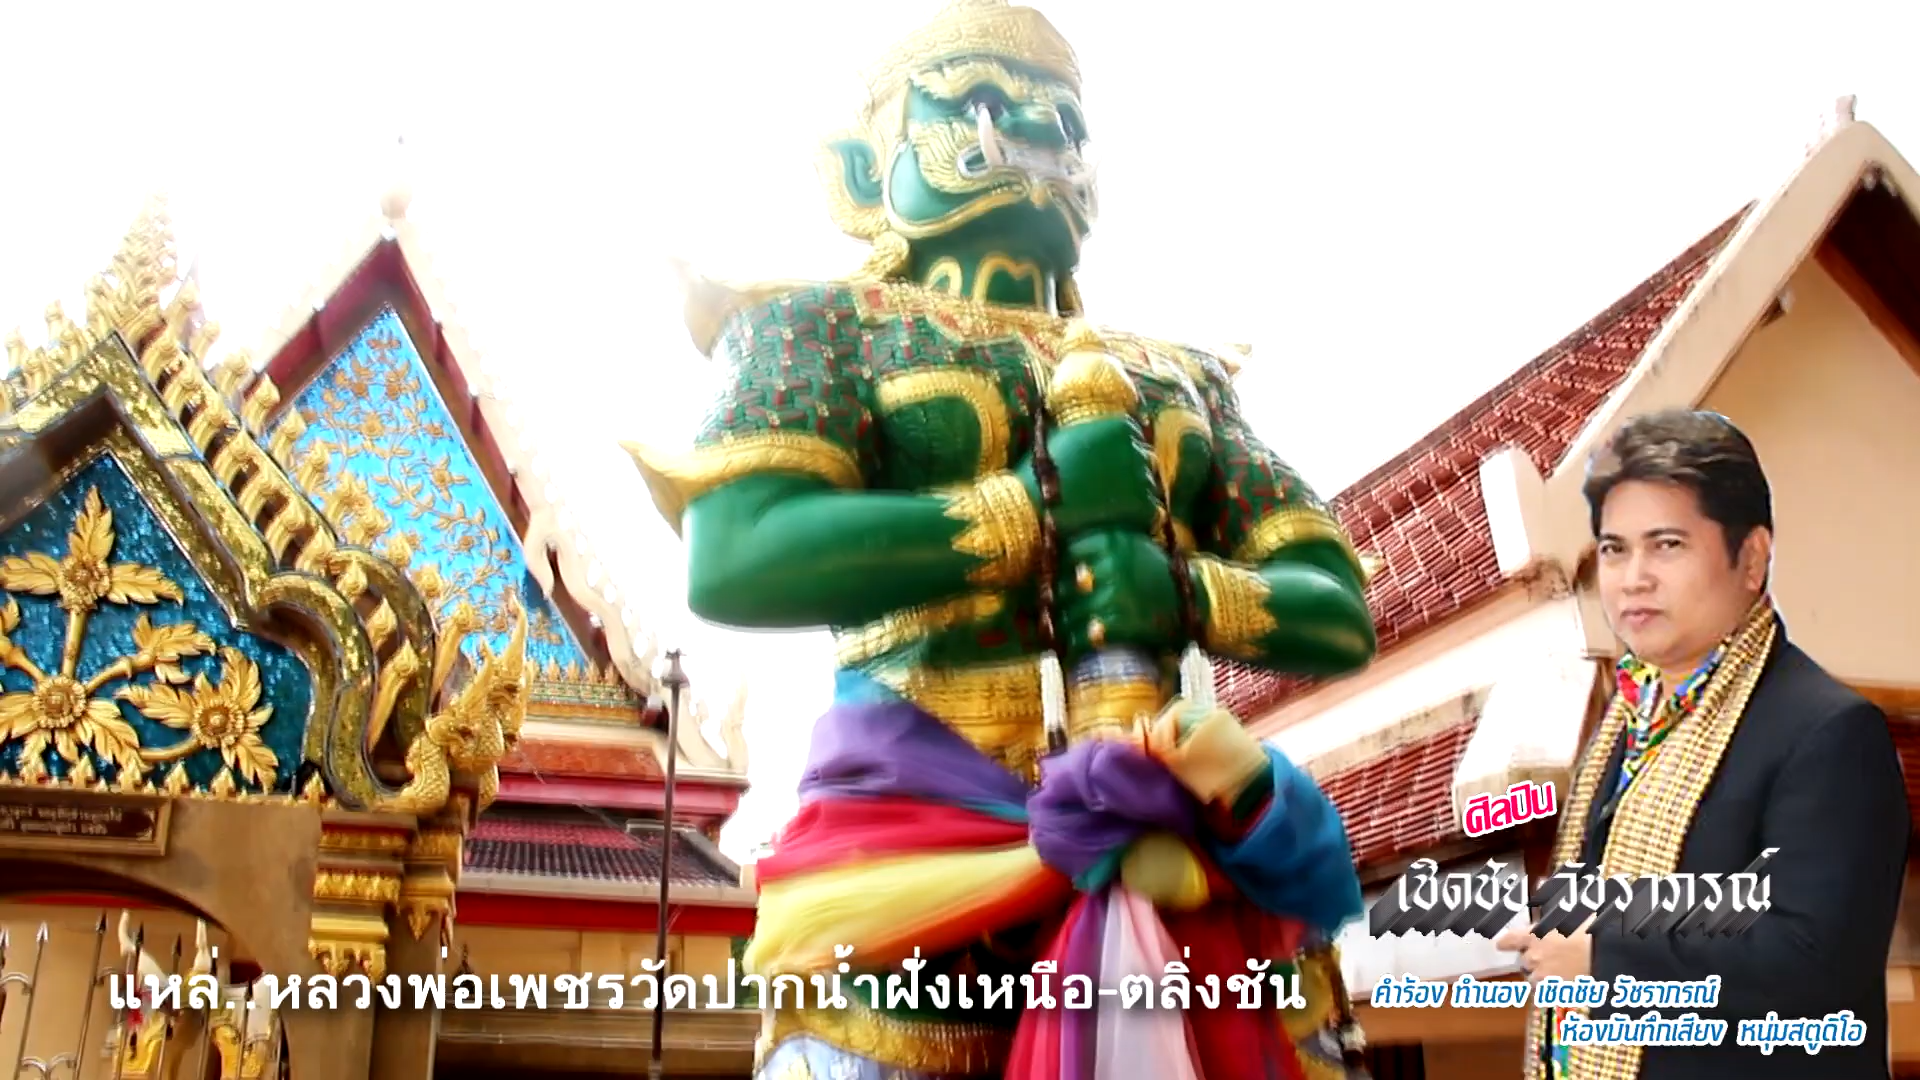 ศิลปิน
เชิดชัย วัชราภรณ์
แหล่..หลวงพ่อเพชรวัดปากน้ำฝั่งเหนือ-ตลิ่งชัน
คำร้อง ทำนอง เชิดชัย วัชราภรณ์
ห้องบันทึกเสียง หนุ่มสตูดิโอ